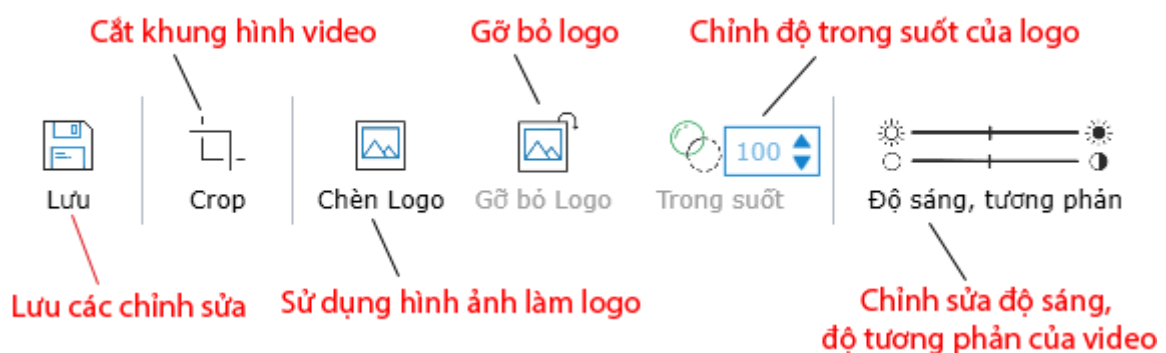 Cắt khung hình video
Gỡ bỏ logo
Chỉnh độ trong suốt của logo
100
Lưu
Crop
Chèn Logo
Gỡ bỏ Logo
Trong suốt
Độ sáng, tương phản
Lưu các chỉnh sửa
Sử dụng hình ảnh làm logo
Chỉnh sửa độ sáng,
độ tương phản của video